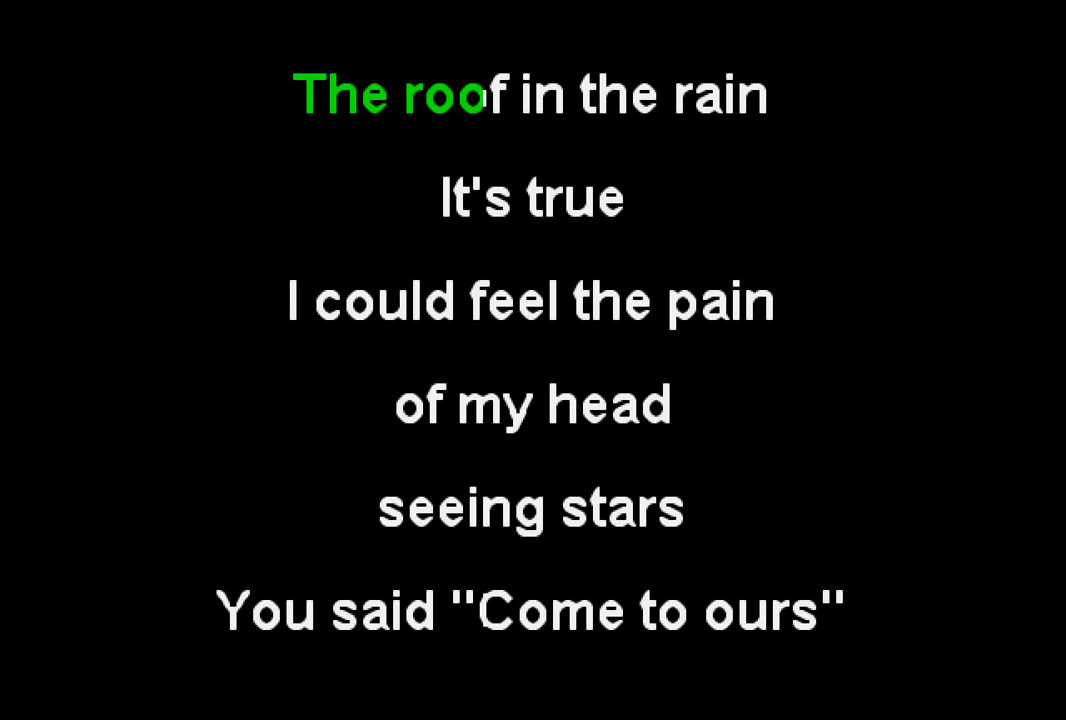 The roof in the rain
It's true
I could feel the pain
of my head
seeing stars
You said "Come to ours"